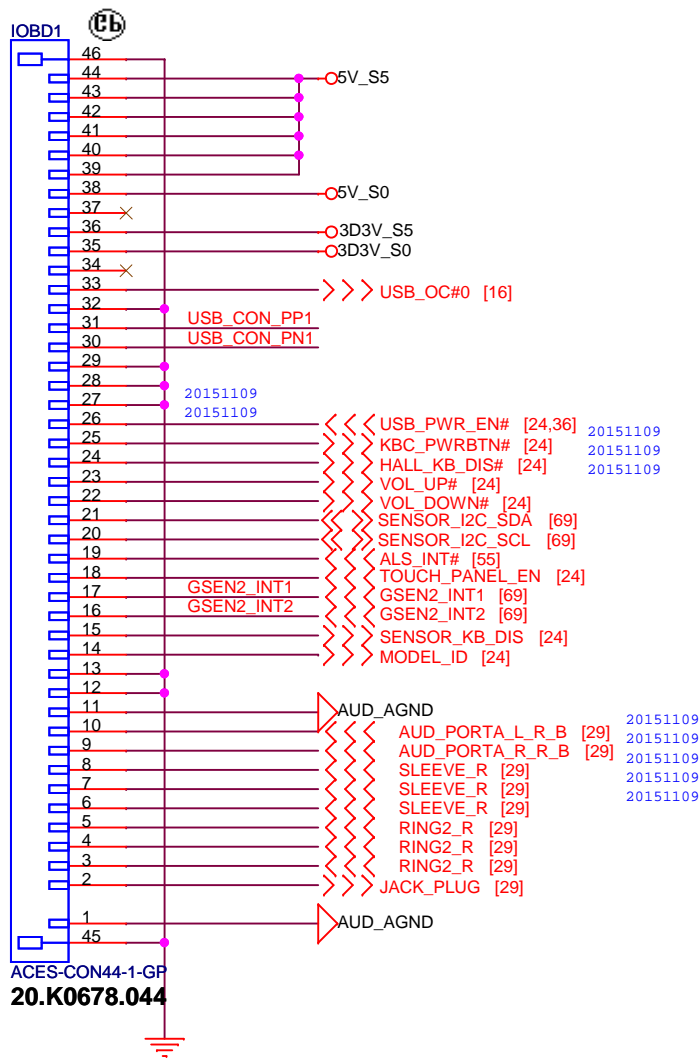 IOBD1
46
44 5V_S5
43
42
41
40
39
38 5V_S0
37
36 3D3V_S5
35 3D3V_S0
34
33 USB_OC#0 [16]
32
31 USB_CON_PP1
30 USB_CON_PN1
29
28 20151109
27 20151109
26 USB_PWR_EN# [24,36] 20151109
25 KBC_PWRBTN# [24] 20151109
24 HALL_KB_DIS# [24] 20151109
23 VOL_UP# [24]
22 VOL_DOWN# [24]
21 SENSOR_I2C_SDA [69]
20 SENSOR_I2C_SCL [69]
19 ALS_INT# [55]
18 TOUCH_PANEL_EN [24]
17 GSEN2_INT1 GSEN2_INT1 [69]
16 GSEN2_INT2 GSEN2_INT2 [69]
15 SENSOR_KB_DIS [24]
14 MODEL_ID [24]
13
12
11 AUD_AGND 20151109
10 AUD_PORTA_L_R_B [29] 20151109
9 AUD_PORTA_R_R_B [29] 20151109
8 SLEEVE_R [29] 20151109
7 SLEEVE_R [29] 20151109
6 SLEEVE_R [29]
5 RING2_R [29]
4 RING2_R [29]
3 RING2_R [29]
2 JACK_PLUG [29]
1 AUD_AGND
45
ACES-CON44-1-GP
20.K0678.044